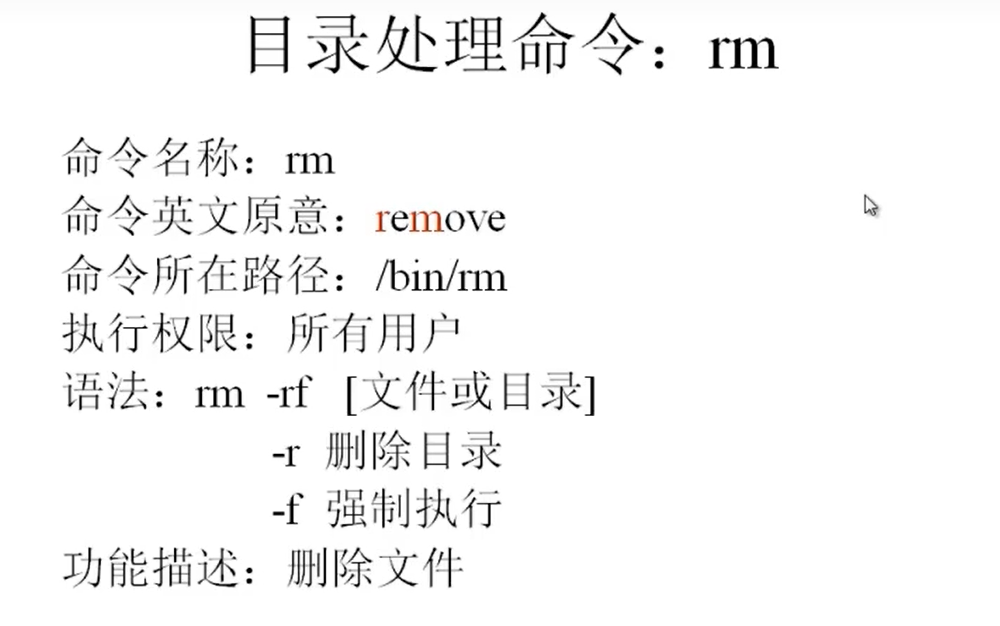 目录处理命令：rm
命令名称：rm
命令英文原意：remove
命令所在路径：/bin/rm
执行权限：所有用户
语法：rm -rf [文件或目录]
-r 删除目录
-f 强制执行
功能描述：删除文件